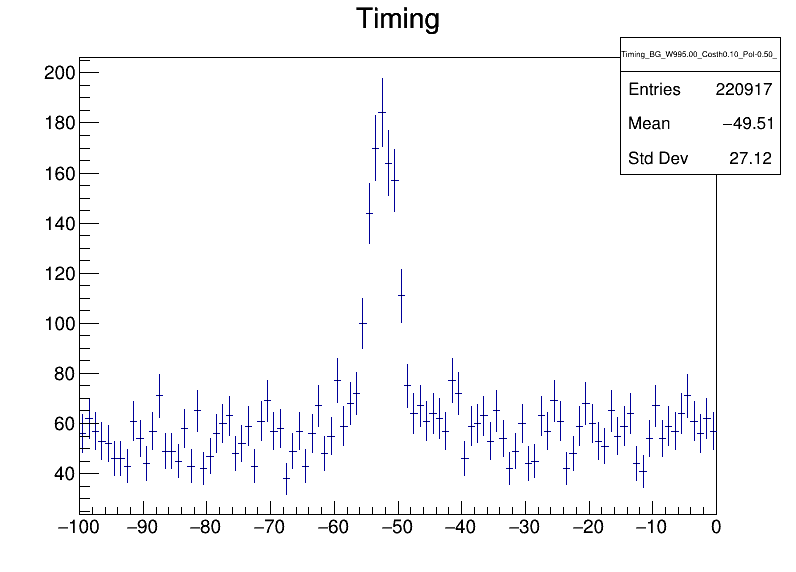 Timing
Timing_BG_W995.00_Costh0.10_Pol-0.50_
Entries 220917
Mean −49.51
Std Dev 27.12
200
180
160
140
120
100
80
60
40
−100 −90 −80 −70 −60 −50 −40 −30 −20 −10 0